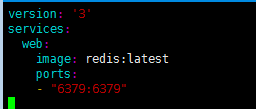 version: '3'
services:
  web:
    image: redis:latest
    ports:
    - "6379:6379"